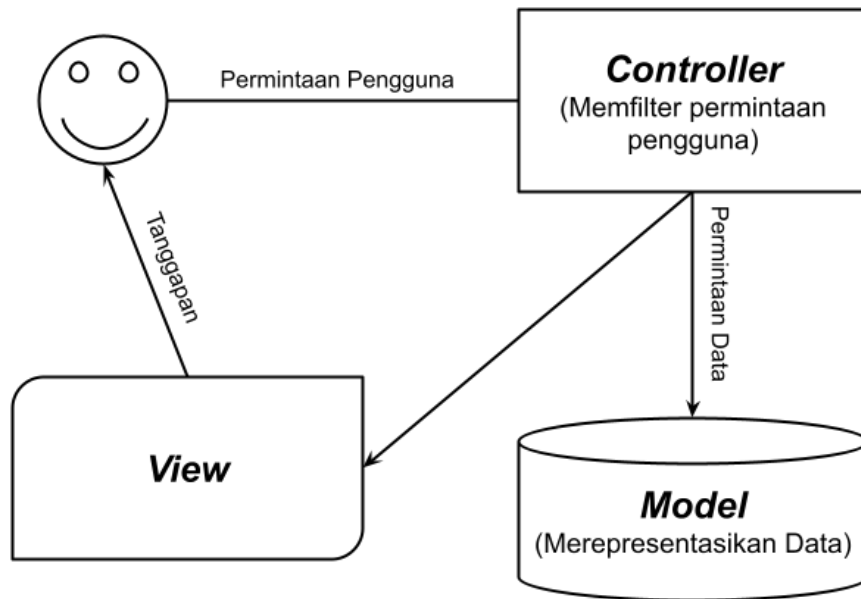 Permintaan Pengguna
Controller
(Memfilter permintaan
pengguna)
Tanggapan
Permintaan Data
View
Model
(Merepresentasikan Data)